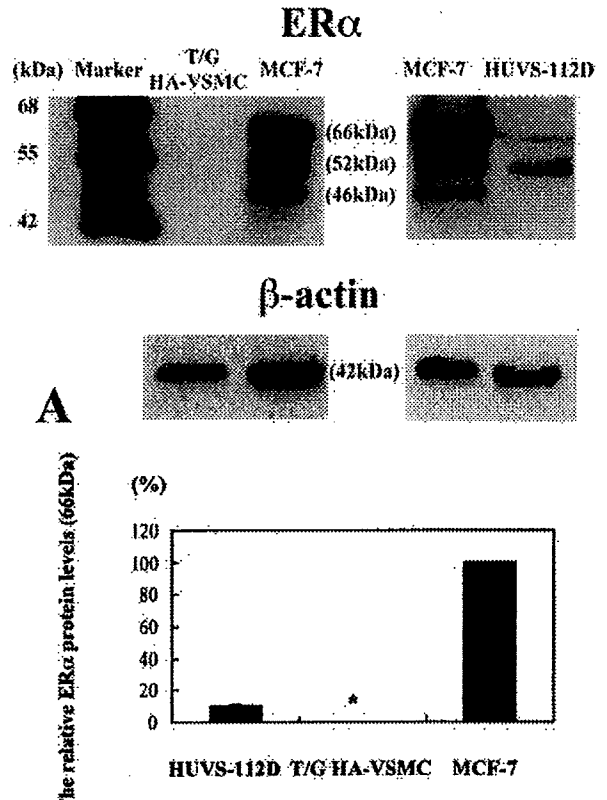 ERα
(kDa) Marker T/G HA-VSMC MCF-7 MCF-7 HUVS-112D
68
(66kDa)
55
(52kDa)
(46kDa)
42
β-actin
(42kDa)
A
(%)
he relative ERα protein levels (66kDa)
120
100
80
60
40
20
*
0
HUVS-112D T/G HA-VSMC MCF-7